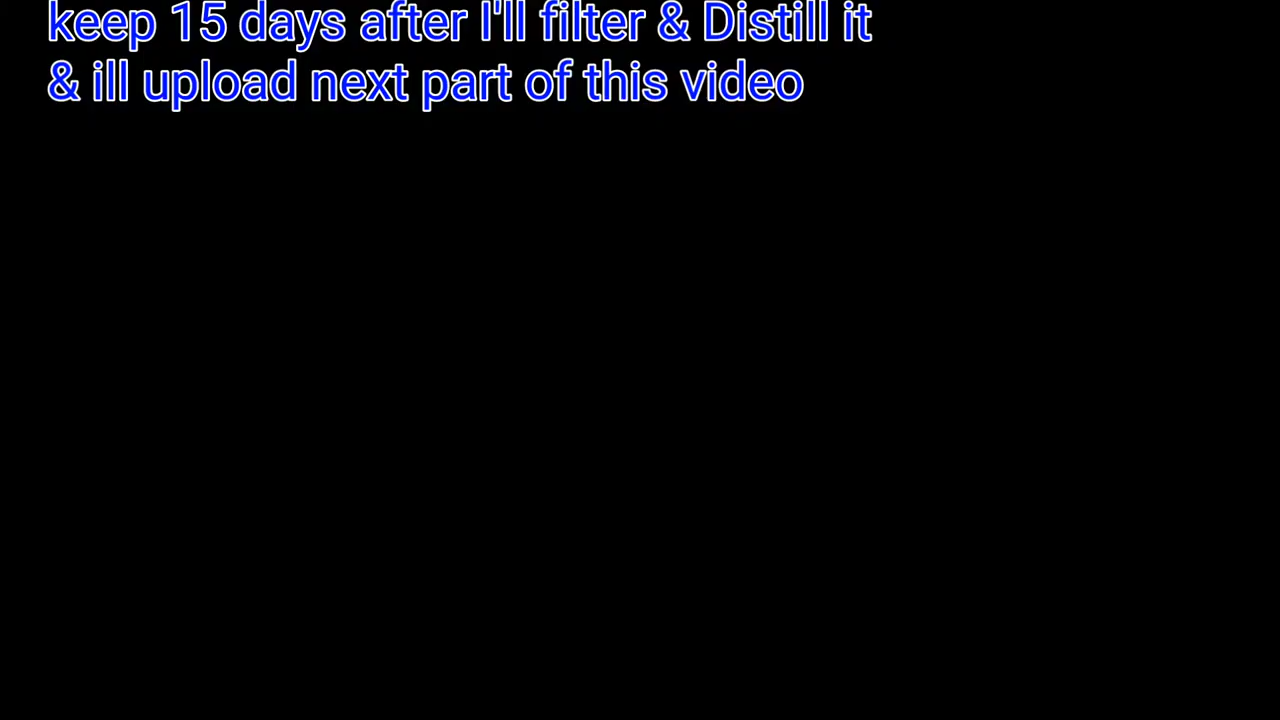 keep 15 days after I'll filter & Distill it
& ill upload next part of this video